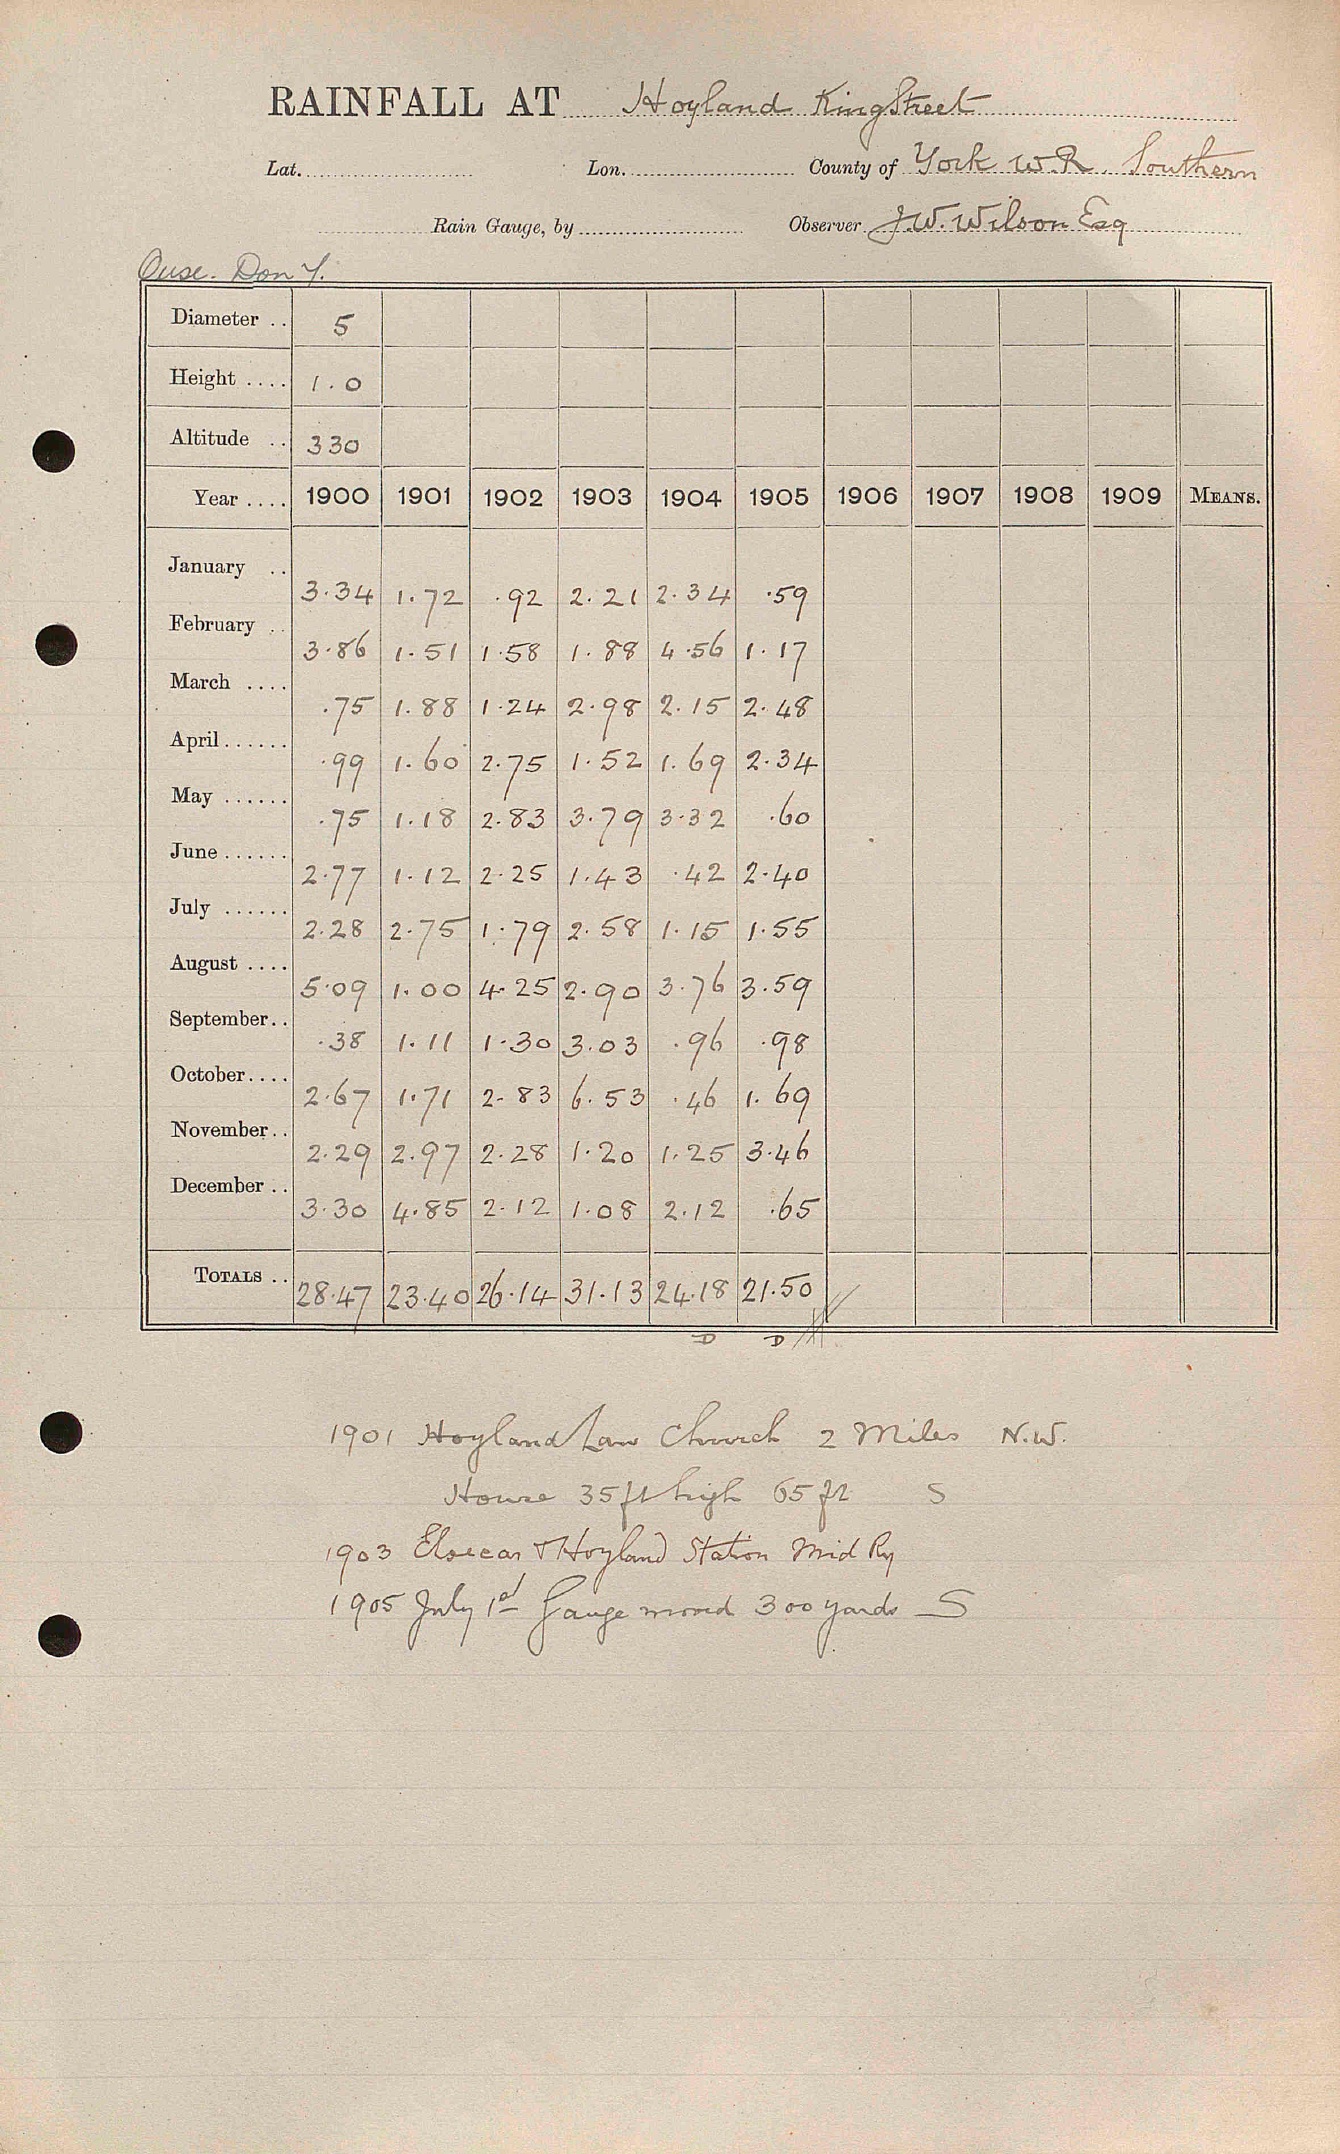 RAINFALL AT Hoyland King Street
Lat. Lon. County of York W.R. Southern
Rain Gauge, by Observer J.W. Wilson Esq
Ouse. Don Y.
Diameter .. 5
Height .... 1.0
Altitude .. 330
Year .... 1900 1901 1902 1903 1904 1905 1906 1907 1908 1909 MEANS.
January .. 3.34 1.72 .92 2.21 2.34 .59
February .. 3.86 1.51 1.58 1.88 4.56 1.17
March .... .75 1.88 1.24 2.98 2.15 2.48
April ...... .99 1.60 2.75 1.52 1.69 2.34
May ...... .75 1.18 2.83 3.79 3.32 .60
June ...... 2.77 1.12 2.25 1.43 .42 2.40
July ...... 2.28 2.75 1.79 2.58 1.15 1.55
August .... 5.09 1.00 4.25 2.90 3.76 3.59
September.. .38 1.11 1.30 3.03 .96 .98
October.... 2.67 1.71 2.83 6.53 .46 1.69
November.. 2.29 2.97 2.28 1.20 1.25 3.46
December .. 3.30 4.85 2.12 1.08 2.12 .65
TOTALS .. 28.47 23.40 26.14 31.13 24.18 21.50
D D
1901 Hoyland Law Church 2 Miles N.W.
House 35 ft high 65 ft S
1903 Elsecar & Hoyland Station Mid Ry
1905 July 1st Gauge moved 300 yards S